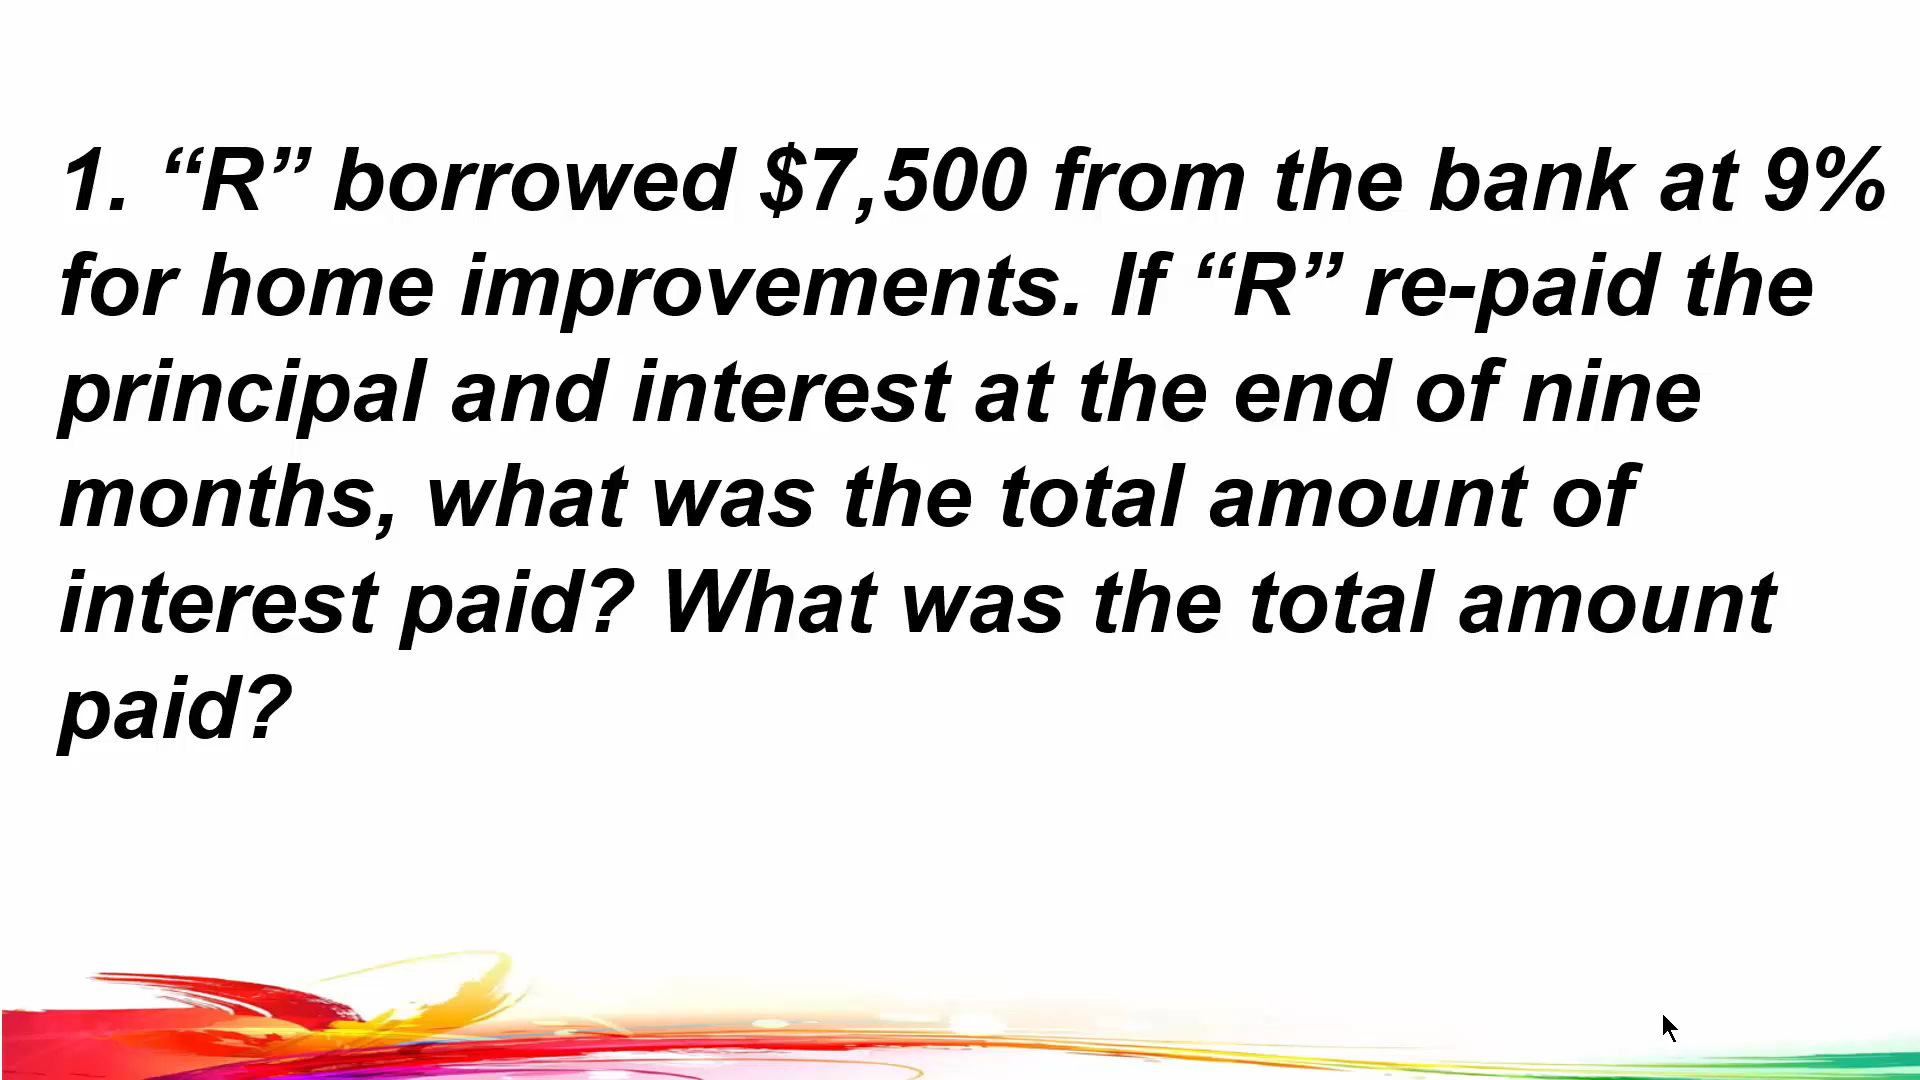 1. “R” borrowed $7,500 from the bank at 9%
for home improvements. If “R” re-paid the
principal and interest at the end of nine
months, what was the total amount of
interest paid? What was the total amount
paid?